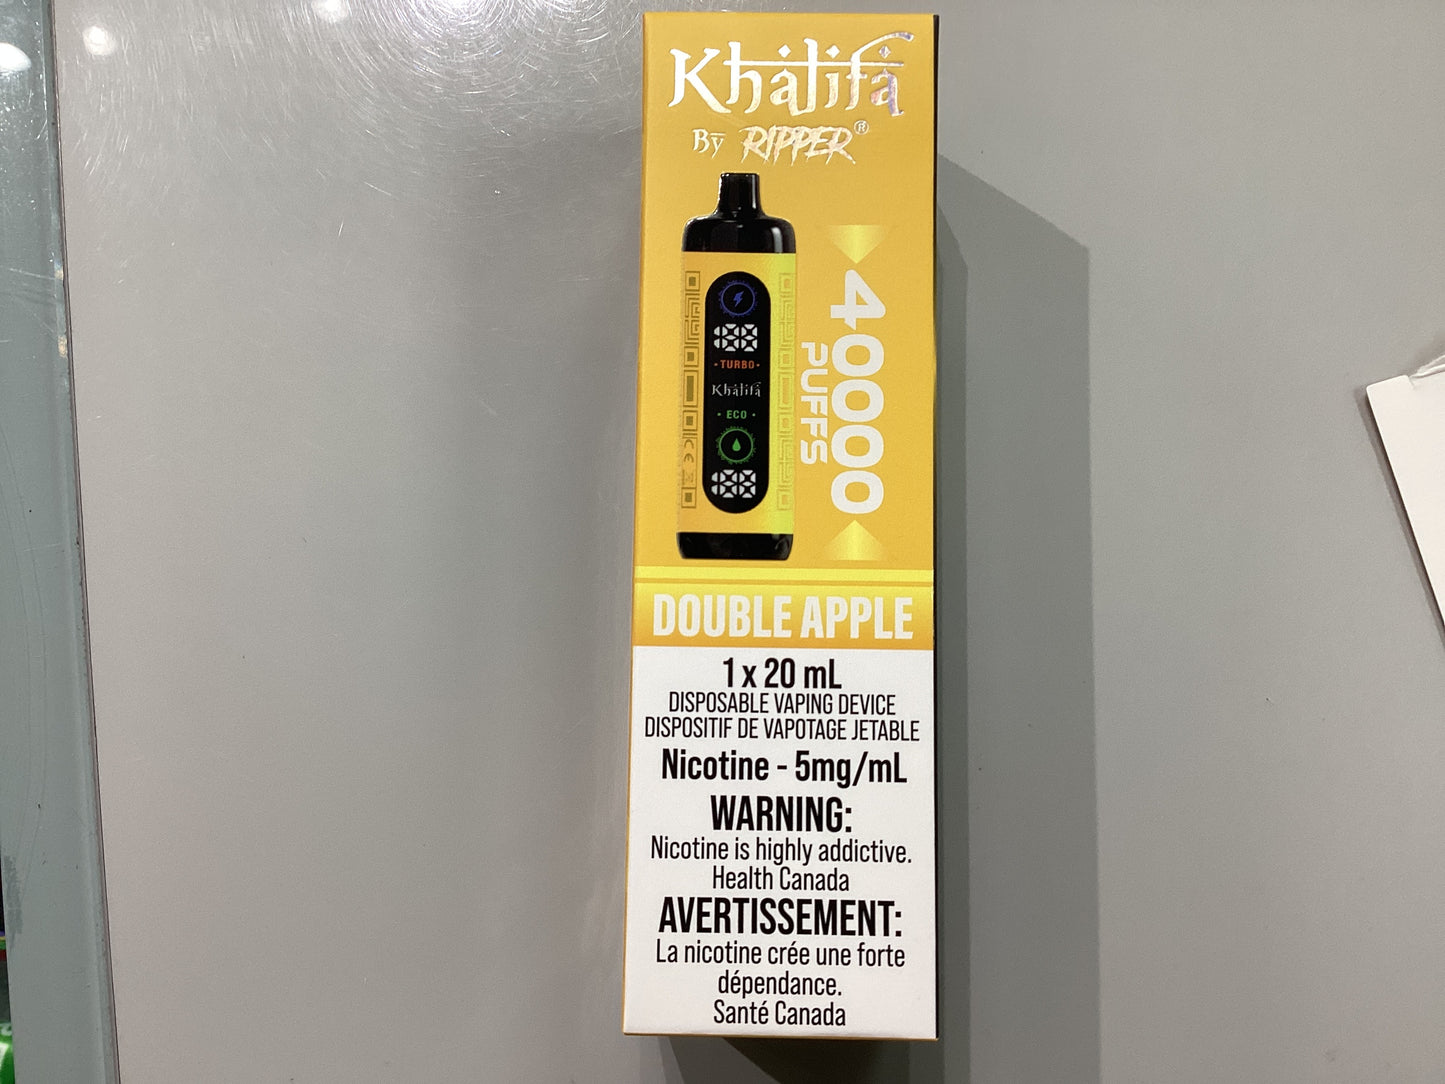 Khalifa
By RIPPER®
TURBO
Khalifa
ECO
CE
40000
PUFFS
DOUBLE APPLE
1 x 20 mL
DISPOSABLE VAPING DEVICE
DISPOSITIF DE VAPOTAGE JETABLE
Nicotine - 5mg/mL
WARNING:
Nicotine is highly addictive.
Health Canada
AVERTISSEMENT:
La nicotine crée une forte
dépendance.
Santé Canada